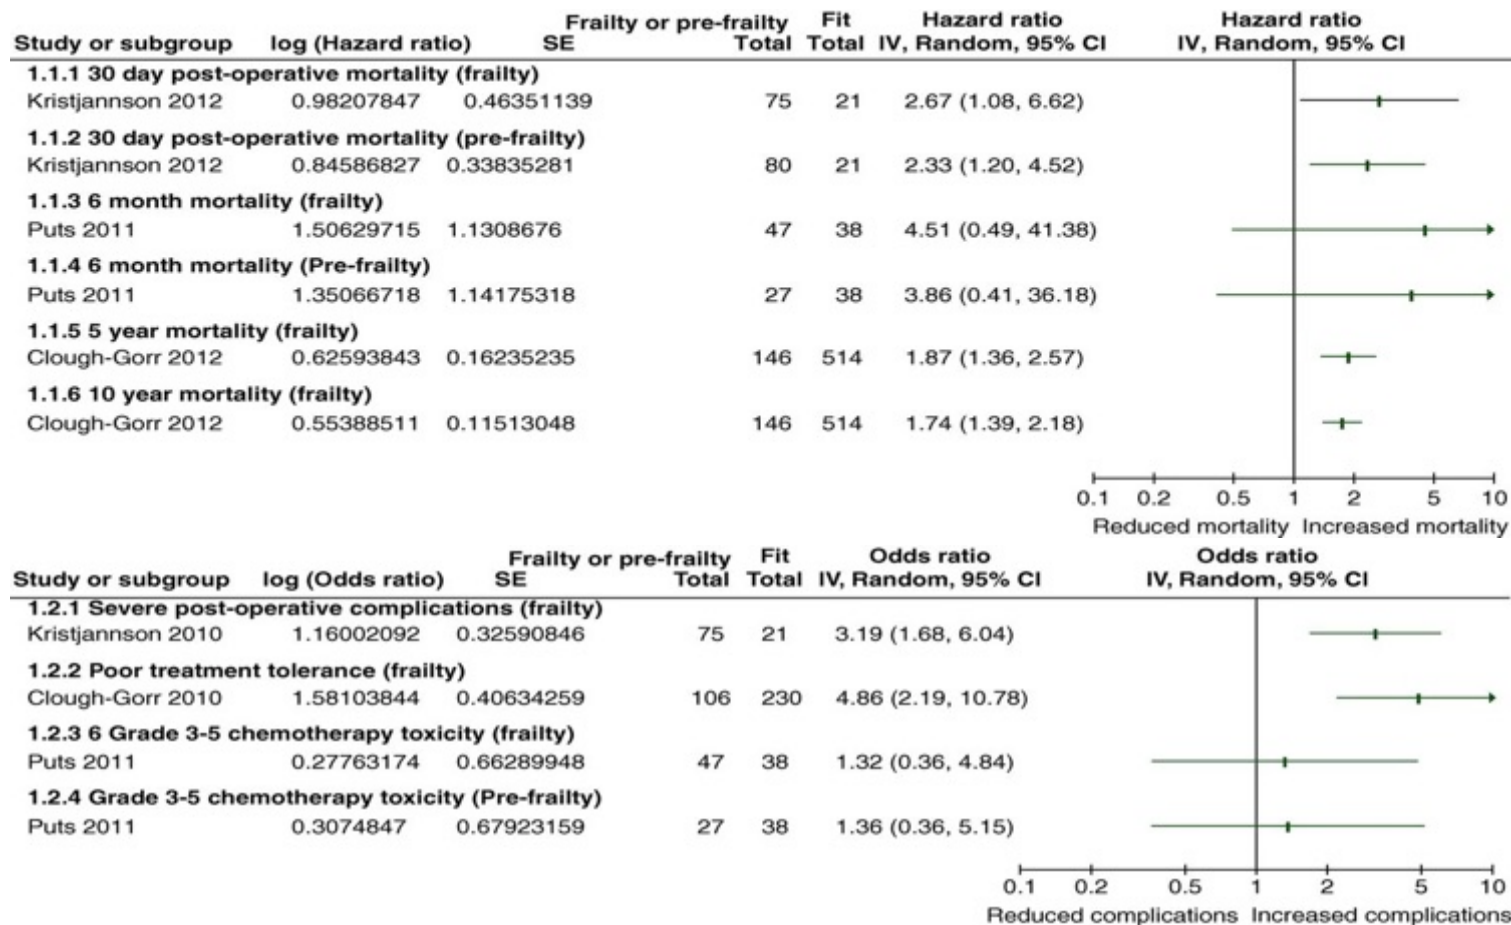 Frailty or pre-frailty Fit Hazard ratio Hazard ratio
Study or subgroup log (Hazard ratio) SE Total Total IV, Random, 95% CI IV, Random, 95% CI
1.1.1 30 day post-operative mortality (frailty)
Kristjannson 2012 0.98207847 0.46351139 75 21 2.67 (1.08, 6.62)
1.1.2 30 day post-operative mortality (pre-frailty)
Kristjannson 2012 0.84586827 0.33835281 80 21 2.33 (1.20, 4.52)
1.1.3 6 month mortality (frailty)
Puts 2011 1.50629715 1.1308676 47 38 4.51 (0.49, 41.38)
1.1.4 6 month mortality (Pre-frailty)
Puts 2011 1.35066718 1.14175318 27 38 3.86 (0.41, 36.18)
1.1.5 5 year mortality (frailty)
Clough-Gorr 2012 0.62593843 0.16235235 146 514 1.87 (1.36, 2.57)
1.1.6 10 year mortality (frailty)
Clough-Gorr 2012 0.55388511 0.11513048 146 514 1.74 (1.39, 2.18)
0.1 0.2 0.5 1 2 5 10
Reduced mortality Increased mortality
Frailty or pre-frailty Fit Odds ratio Odds ratio
Study or subgroup log (Odds ratio) SE Total Total IV, Random, 95% CI IV, Random, 95% CI
1.2.1 Severe post-operative complications (frailty)
Kristjannson 2010 1.16002092 0.32590846 75 21 3.19 (1.68, 6.04)
1.2.2 Poor treatment tolerance (frailty)
Clough-Gorr 2010 1.58103844 0.40634259 106 230 4.86 (2.19, 10.78)
1.2.3 6 Grade 3-5 chemotherapy toxicity (frailty)
Puts 2011 0.27763174 0.66289948 47 38 1.32 (0.36, 4.84)
1.2.4 Grade 3-5 chemotherapy toxicity (Pre-frailty)
Puts 2011 0.3074847 0.67923159 27 38 1.36 (0.36, 5.15)
0.1 0.2 0.5 1 2 5 10
Reduced complications Increased complications